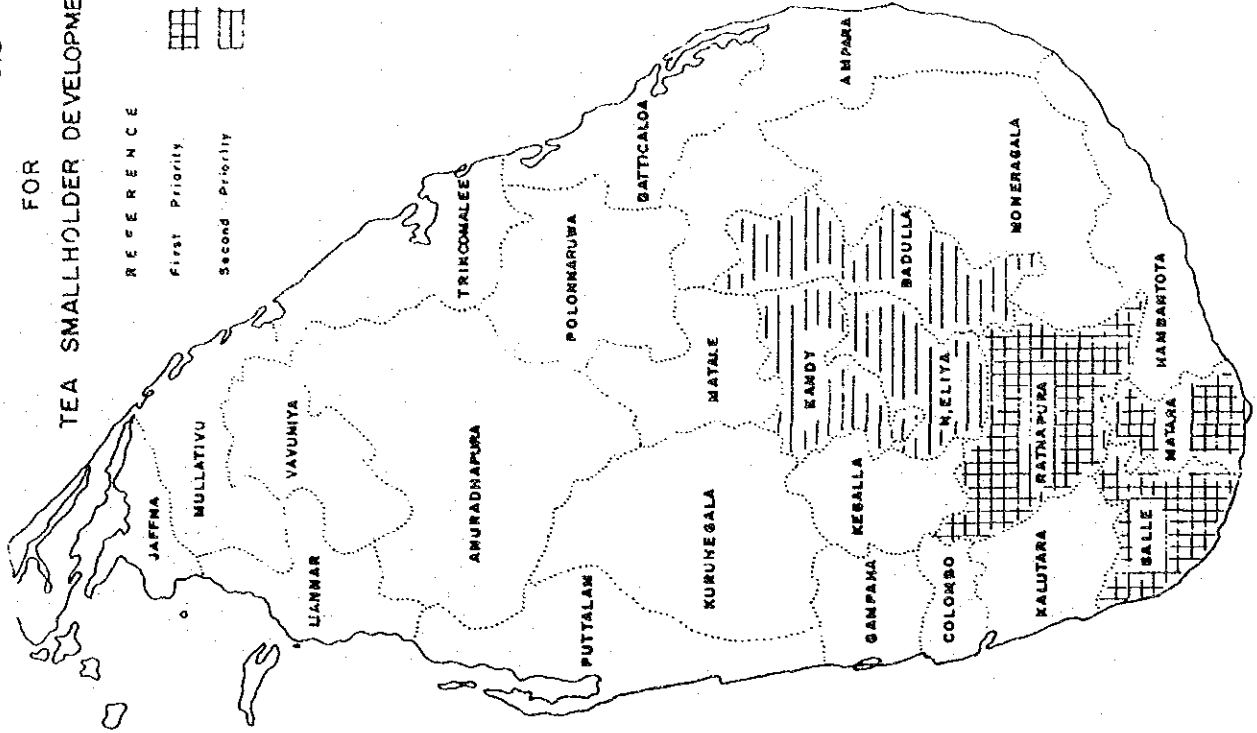 FOR
TEA SMALLHOLDER DEVELOPME
REFERENCE
First Priority
Second Priority
JAFFNA
MULLATIVU
VAVUNIYA
MANNAR
ANURADHAPURA
TRINCOMALEE
POLONNARUWA
PUTTALAM
BATTICALOA
KURUNEGALA
MATALE
AMPARA
KANDY
KEGALLA
GAMPAHA
BADULLA
N.ELIYA
COLOMBO
MONERAGALA
RATNAPURA
KALUTARA
HAMBANTOTA
MATARA
GALLE